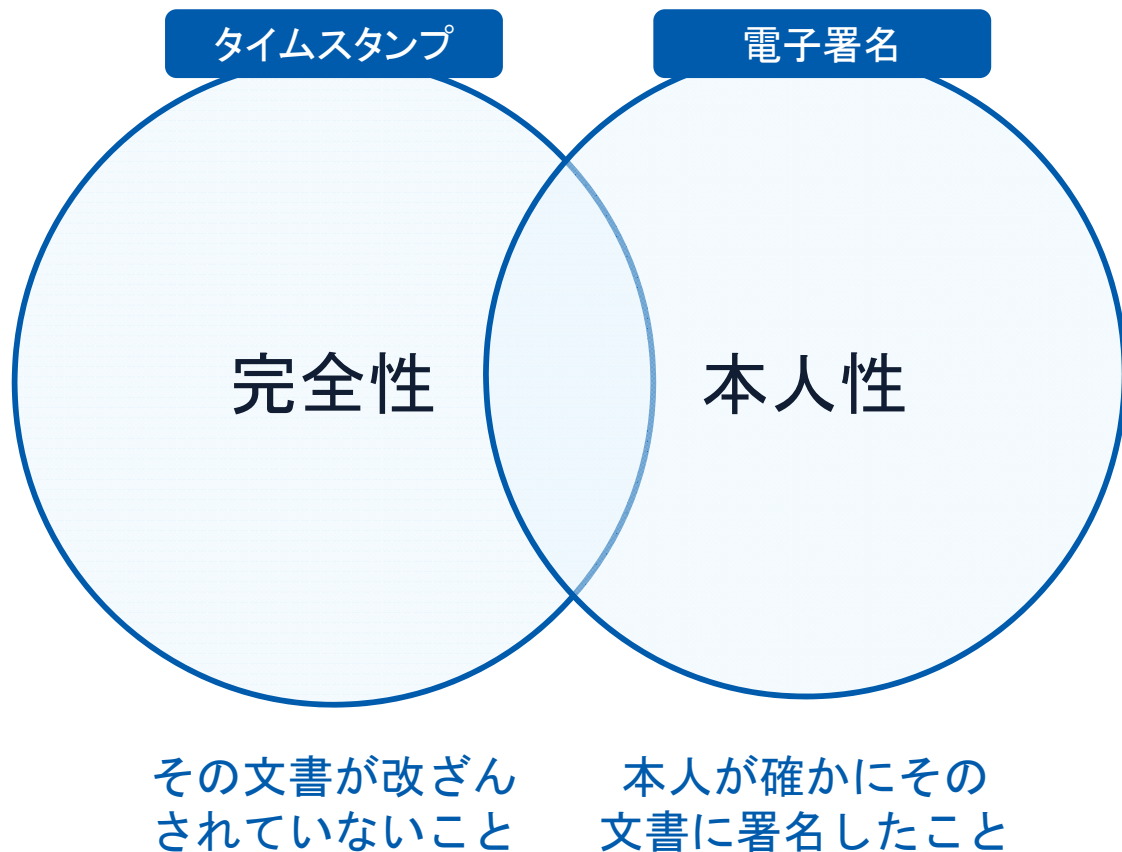 タイムスタンプ
電子署名
完全性
本人性
その文書が改ざん
されていないこと
本人が確かにその
文書に署名したこと